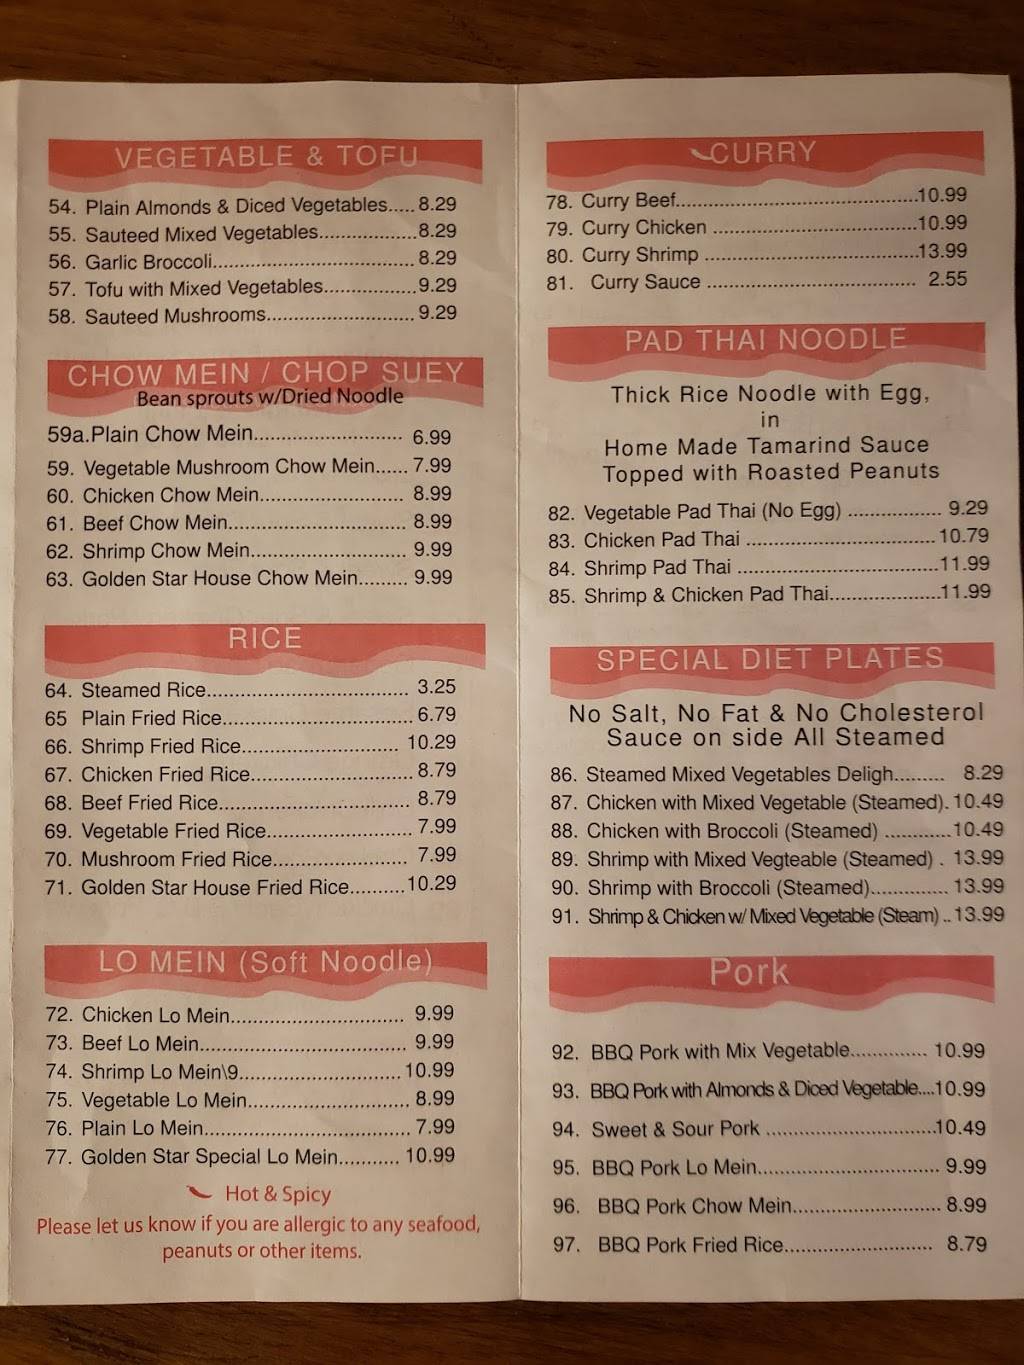 VEGETABLE & TOFU
54. Plain Almonds & Diced Vegetables..... 8.29
55. Sauteed Mixed Vegetables.................8.29
56. Garlic Broccoli................................... 8.29
57. Tofu with Mixed Vegetables................9.29
58. Sauteed Mushrooms.......................... 9.29
CHOW MEIN / CHOP SUEY
Bean sprouts w/Dried Noodle
59a.Plain Chow Mein.......................... 6.99
59. Vegetable Mushroom Chow Mein...... 7.99
60. Chicken Chow Mein......................... 8.99
61. Beef Chow Mein............................... 8.99
62. Shrimp Chow Mein........................... 9.99
63. Golden Star House Chow Mein......... 9.99
RICE
64. Steamed Rice.................................... 3.25
65 Plain Fried Rice.................................. 6.79
66. Shrimp Fried Rice............................ 10.29
67. Chicken Fried Rice............................. 8.79
68. Beef Fried Rice.................................. 8.79
69. Vegetable Fried Rice.......................... 7.99
70. Mushroom Fried Rice........................ 7.99
71. Golden Star House Fried Rice..........10.29
LO MEIN (Soft Noodle)
72. Chicken Lo Mein............................... 9.99
73. Beef Lo Mein..................................... 9.99
74. Shrimp Lo Mein\9.............................10.99
75. Vegetable Lo Mein............................. 8.99
76. Plain Lo Mein..................................... 7.99
77. Golden Star Special Lo Mein........... 10.99
Hot & Spicy
Please let us know if you are allergic to any seafood,
peanuts or other items.
CURRY
78. Curry Beef...........................................10.99
79. Curry Chicken ....................................10.99
80. Curry Shrimp ......................................13.99
81. Curry Sauce ..................................... 2.55
PAD THAI NOODLE
Thick Rice Noodle with Egg,
in
Home Made Tamarind Sauce
Topped with Roasted Peanuts
82. Vegetable Pad Thai (No Egg) ................. 9.29
83. Chicken Pad Thai ..................................10.79
84. Shrimp Pad Thai ....................................11.99
85. Shrimp & Chicken Pad Thai....................11.99
SPECIAL DIET PLATES
No Salt, No Fat & No Cholesterol
Sauce on side All Steamed
86. Steamed Mixed Vegetables Deligh......... 8.29
87. Chicken with Mixed Vegetable (Steamed). 10.49
88. Chicken with Broccoli (Steamed) ............10.49
89. Shrimp with Mixed Vegteable (Steamed) . 13.99
90. Shrimp with Broccoli (Steamed).............. 13.99
91. Shrimp & Chicken w/ Mixed Vegetable (Steam) .. 13.99
Pork
92. BBQ Pork with Mix Vegetable.............. 10.99
93. BBQ Pork with Almonds & Diced Vegetable....10.99
94. Sweet & Sour Pork ..............................10.49
95. BBQ Pork Lo Mein................................ 9.99
96. BBQ Pork Chow Mein.......................... 8.99
97. BBQ Pork Fried Rice.......................... 8.79